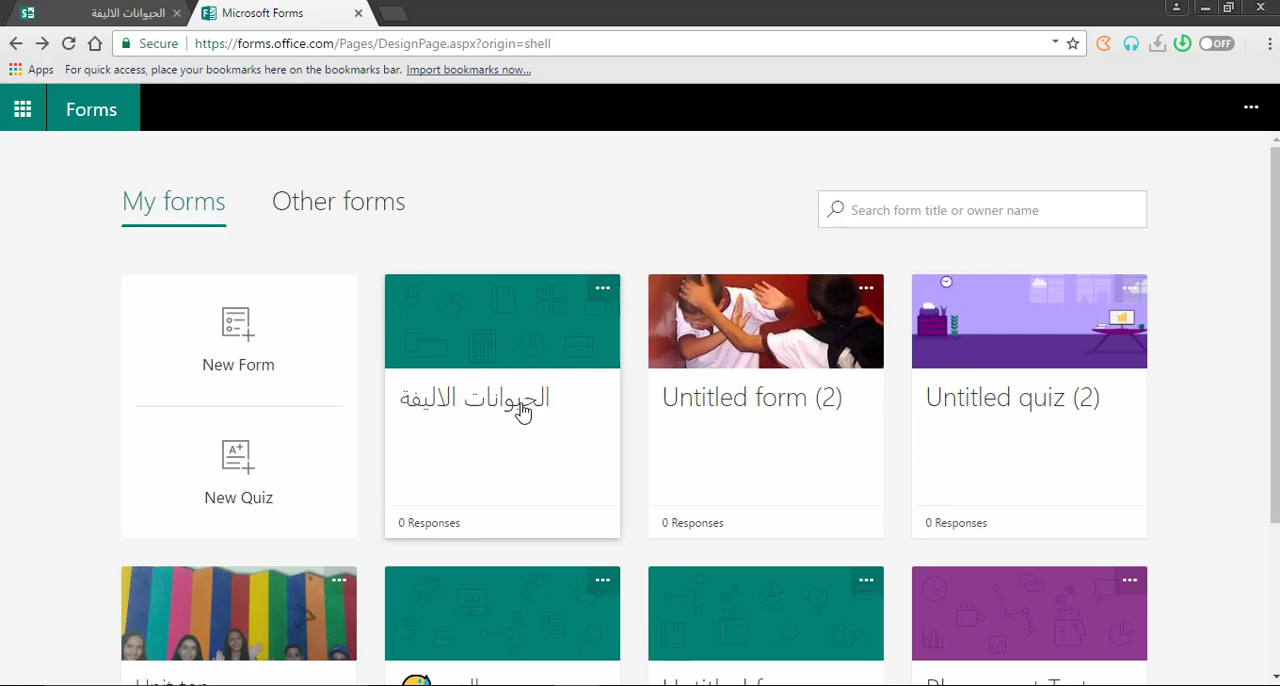 الحيوانات الاليفة
Microsoft Forms
Secure
https://forms.office.com/Pages/DesignPage.aspx?origin=shell
OFF
Apps
For quick access, place your bookmarks here on the bookmarks bar. Import bookmarks now...
Forms
My forms
Other forms
Search form title or owner name
New Form
New Quiz
الحيوانات الاليفة
0 Responses
Untitled form (2)
0 Responses
Untitled quiz (2)
0 Responses